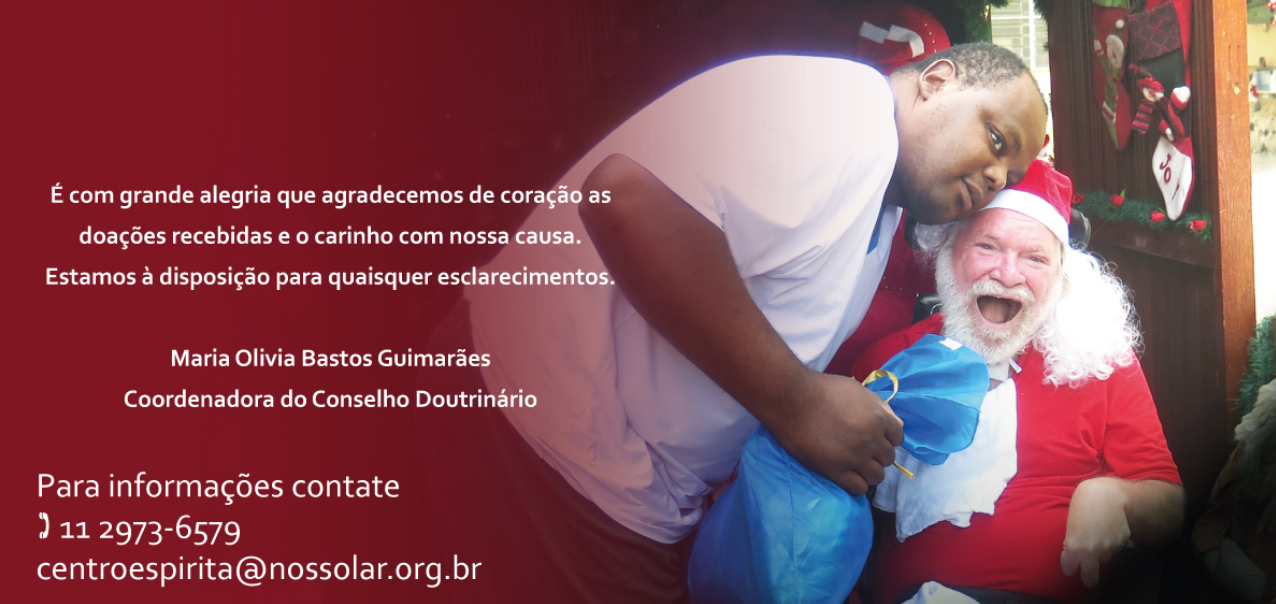 É com grande alegria que agradecemos de coração as
doações recebidas e o carinho com nossa causa.
Estamos à disposição para quaisquer esclarecimentos.
Maria Olivia Bastos Guimarães
Coordenadora do Conselho Doutrinário
Para informações contate
11 2973-6579
centroespirita@nossolar.org.br
Jo